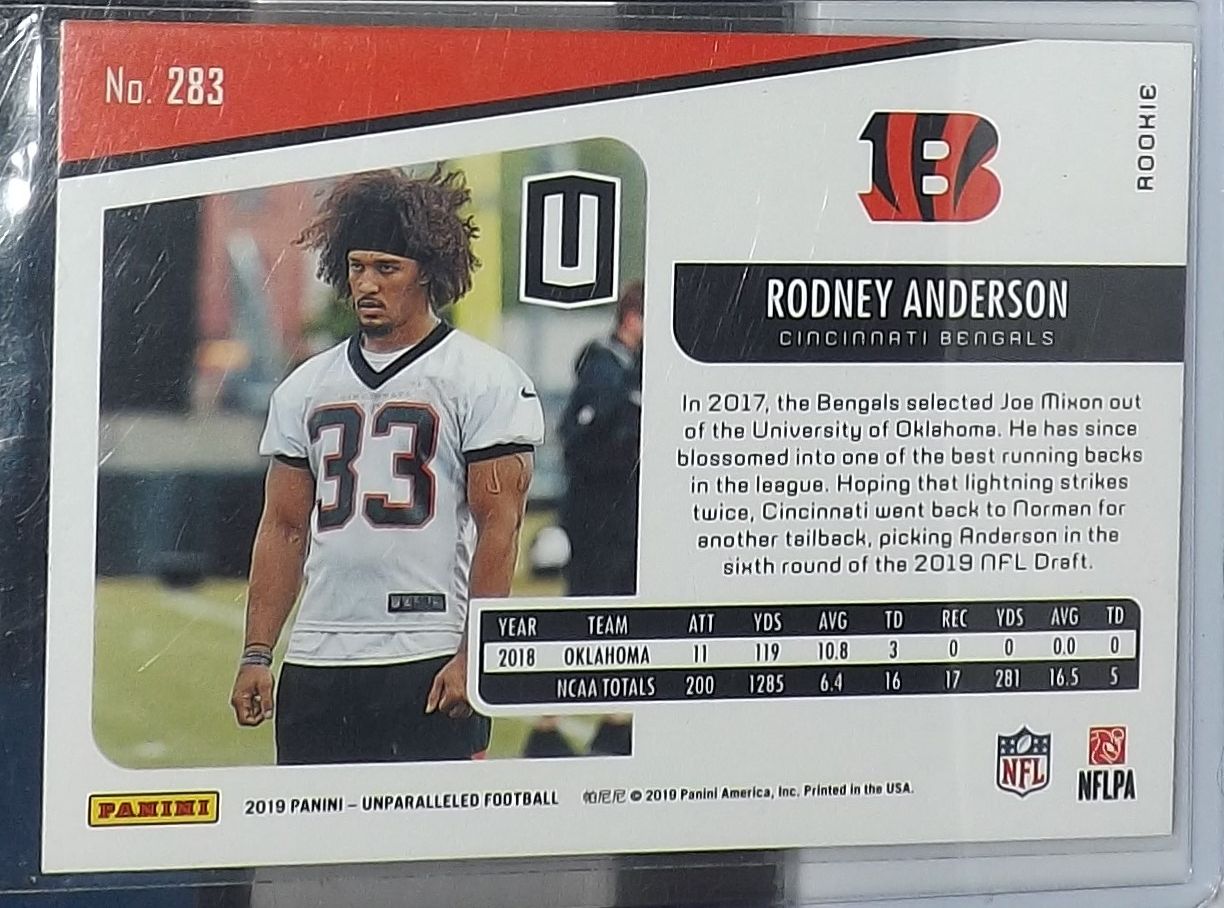 No. 283
ROOKIE
B
U
RODNEY ANDERSON
CINCINNATI BENGALS
33
In 2017, the Bengals selected Joe Mixon out
of the University of Oklahoma. He has since
blossomed into one of the best running backs
in the league. Hoping that lightning strikes
twice, Cincinnati went back to Norman for
another tailback, picking Anderson in the
sixth round of the 2019 NFL Draft.
YEAR TEAM ATT YDS AVG TD REC YDS AVG TD
2018 OKLAHOMA 11 119 10.8 3 0 0 0.0 0
NCAA TOTALS 200 1285 6.4 16 17 281 16.5 5
NFL
NFLPA
PANINI
2019 PANINI – UNPARALLELED FOOTBALL
帕尼尼 © 2019 Panini America, Inc. Printed in the USA.